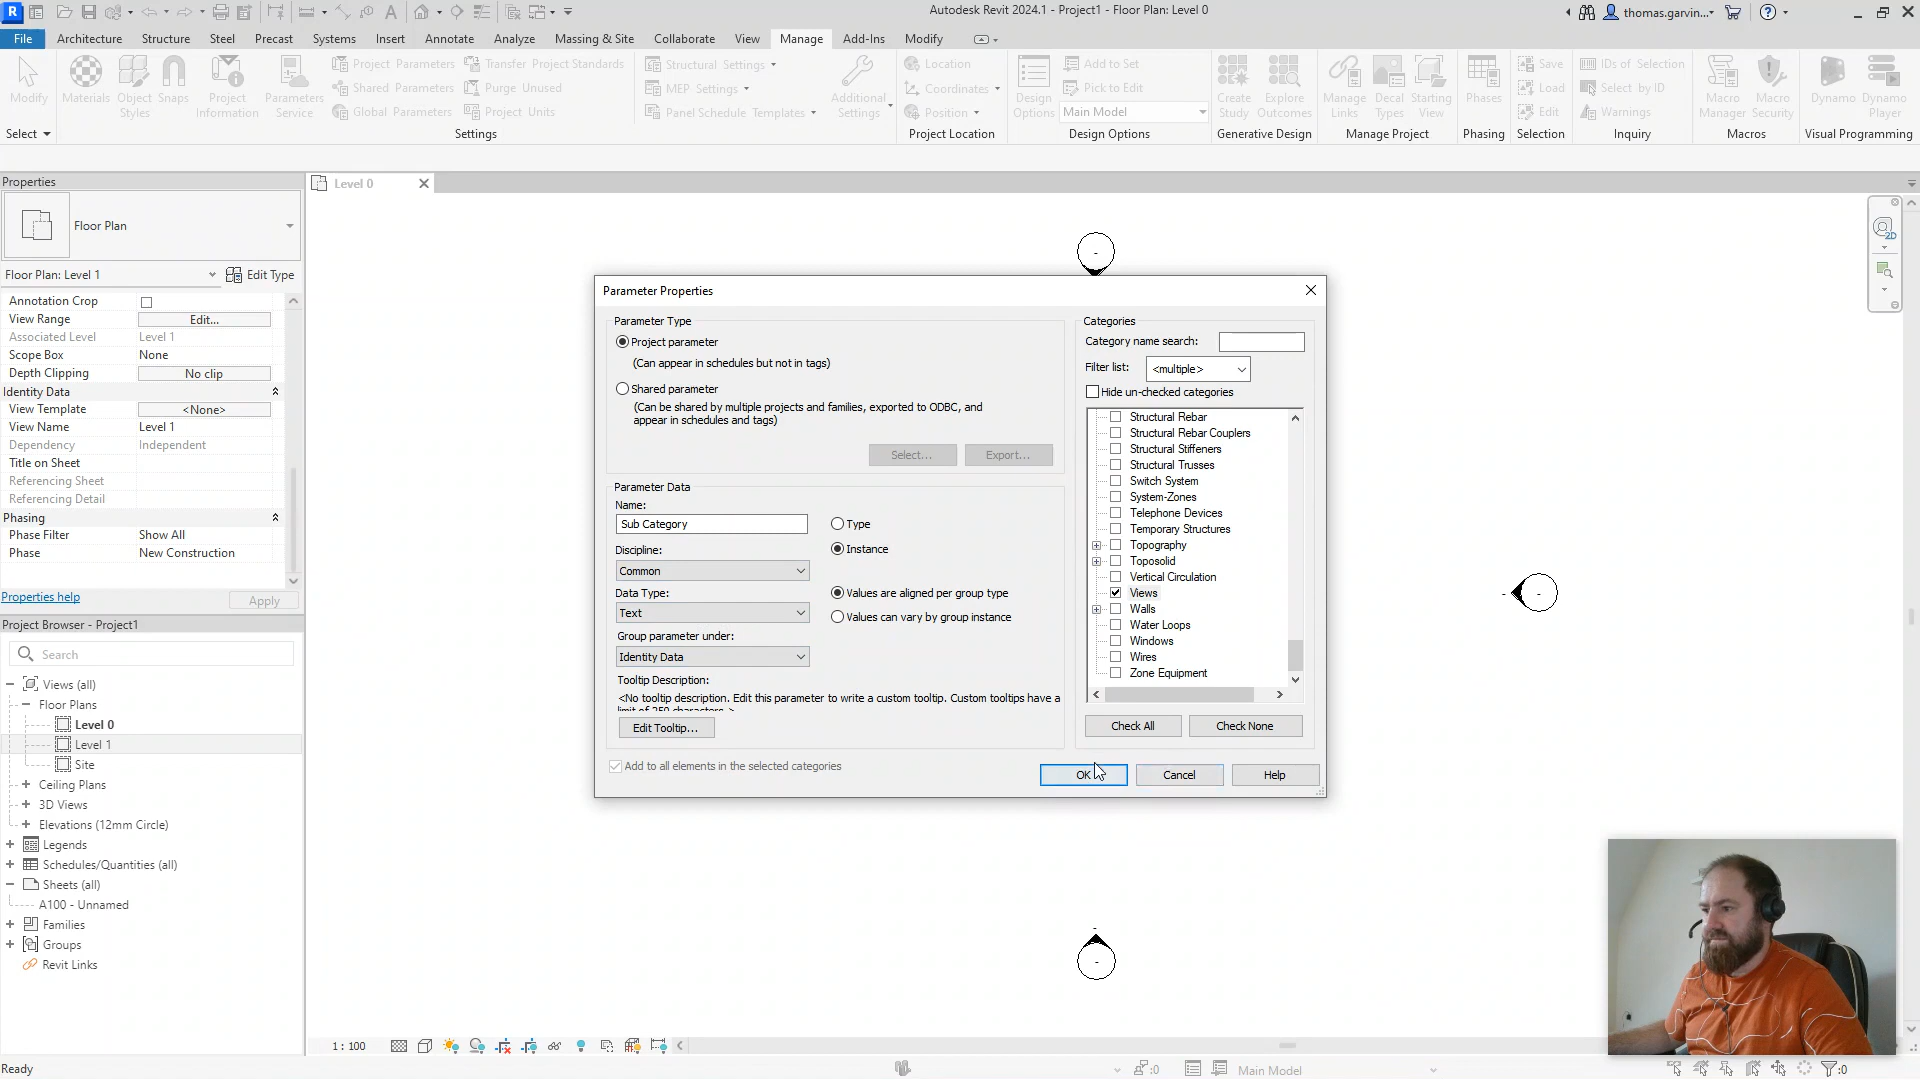 Autodesk Revit 2024.1 - Project1 - Floor Plan: Level 0
thomas.garvin...
File Architecture Structure Steel Precast Systems Insert Annotate Analyze Massing & Site Collaborate View Manage Add-Ins Modify
Modify
Materials
Object Styles
Snaps
Project Information
Parameters Service
Project Parameters
Shared Parameters
Global Parameters
Transfer Project Standards
Purge Unused
Project Units
Structural Settings
MEP Settings
Panel Schedule Templates
Additional Settings
Location
Coordinates
Position
Design Options
Add to Set
Pick to Edit
Main Model
Create Study
Explore Outcomes
Manage Links
Decal Types
Starting View
Phases
Save
Load
Edit
IDs of Selection
Select by ID
Warnings
Macro Manager
Macro Security
Dynamo
Dynamo Player
Select
Settings
Project Location
Design Options
Generative Design
Manage Project
Phasing
Selection
Inquiry
Macros
Visual Programming
Properties
Level 0
Floor Plan
Floor Plan: Level 1
Edit Type
Annotation Crop
View Range Edit...
Associated Level Level 1
Scope Box None
Depth Clipping No clip
Identity Data
View Template <None>
View Name Level 1
Dependency Independent
Title on Sheet
Referencing Sheet
Referencing Detail
Phasing
Phase Filter Show All
Phase New Construction
Properties help
Apply
Project Browser - Project1
Search
Views (all)
Floor Plans
Level 0
Level 1
Site
Ceiling Plans
3D Views
Elevations (12mm Circle)
Legends
Schedules/Quantities (all)
Sheets (all)
A100 - Unnamed
Families
Groups
Revit Links
Parameter Properties
Parameter Type
Project parameter
(Can appear in schedules but not in tags)
Shared parameter
(Can be shared by multiple projects and families, exported to ODBC, and
appear in schedules and tags)
Select...
Export...
Parameter Data
Name:
Sub Category
Type
Discipline:
Instance
Common
Data Type:
Values are aligned per group type
Text
Values can vary by group instance
Group parameter under:
Identity Data
Tooltip Description:
<No tooltip description. Edit this parameter to write a custom tooltip. Custom tooltips have a
limit of 250 characters.>
Edit Tooltip...
Add to all elements in the selected categories
Categories
Category name search:
Filter list: <multiple>
Hide un-checked categories
Structural Rebar
Structural Rebar Couplers
Structural Stiffeners
Structural Trusses
Switch System
System-Zones
Telephone Devices
Temporary Structures
Topography
Toposolid
Vertical Circulation
Views
Walls
Water Loops
Windows
Wires
Zone Equipment
Check All
Check None
OK
Cancel
Help
2D
1 : 100
Ready
:0
Main Model
:0